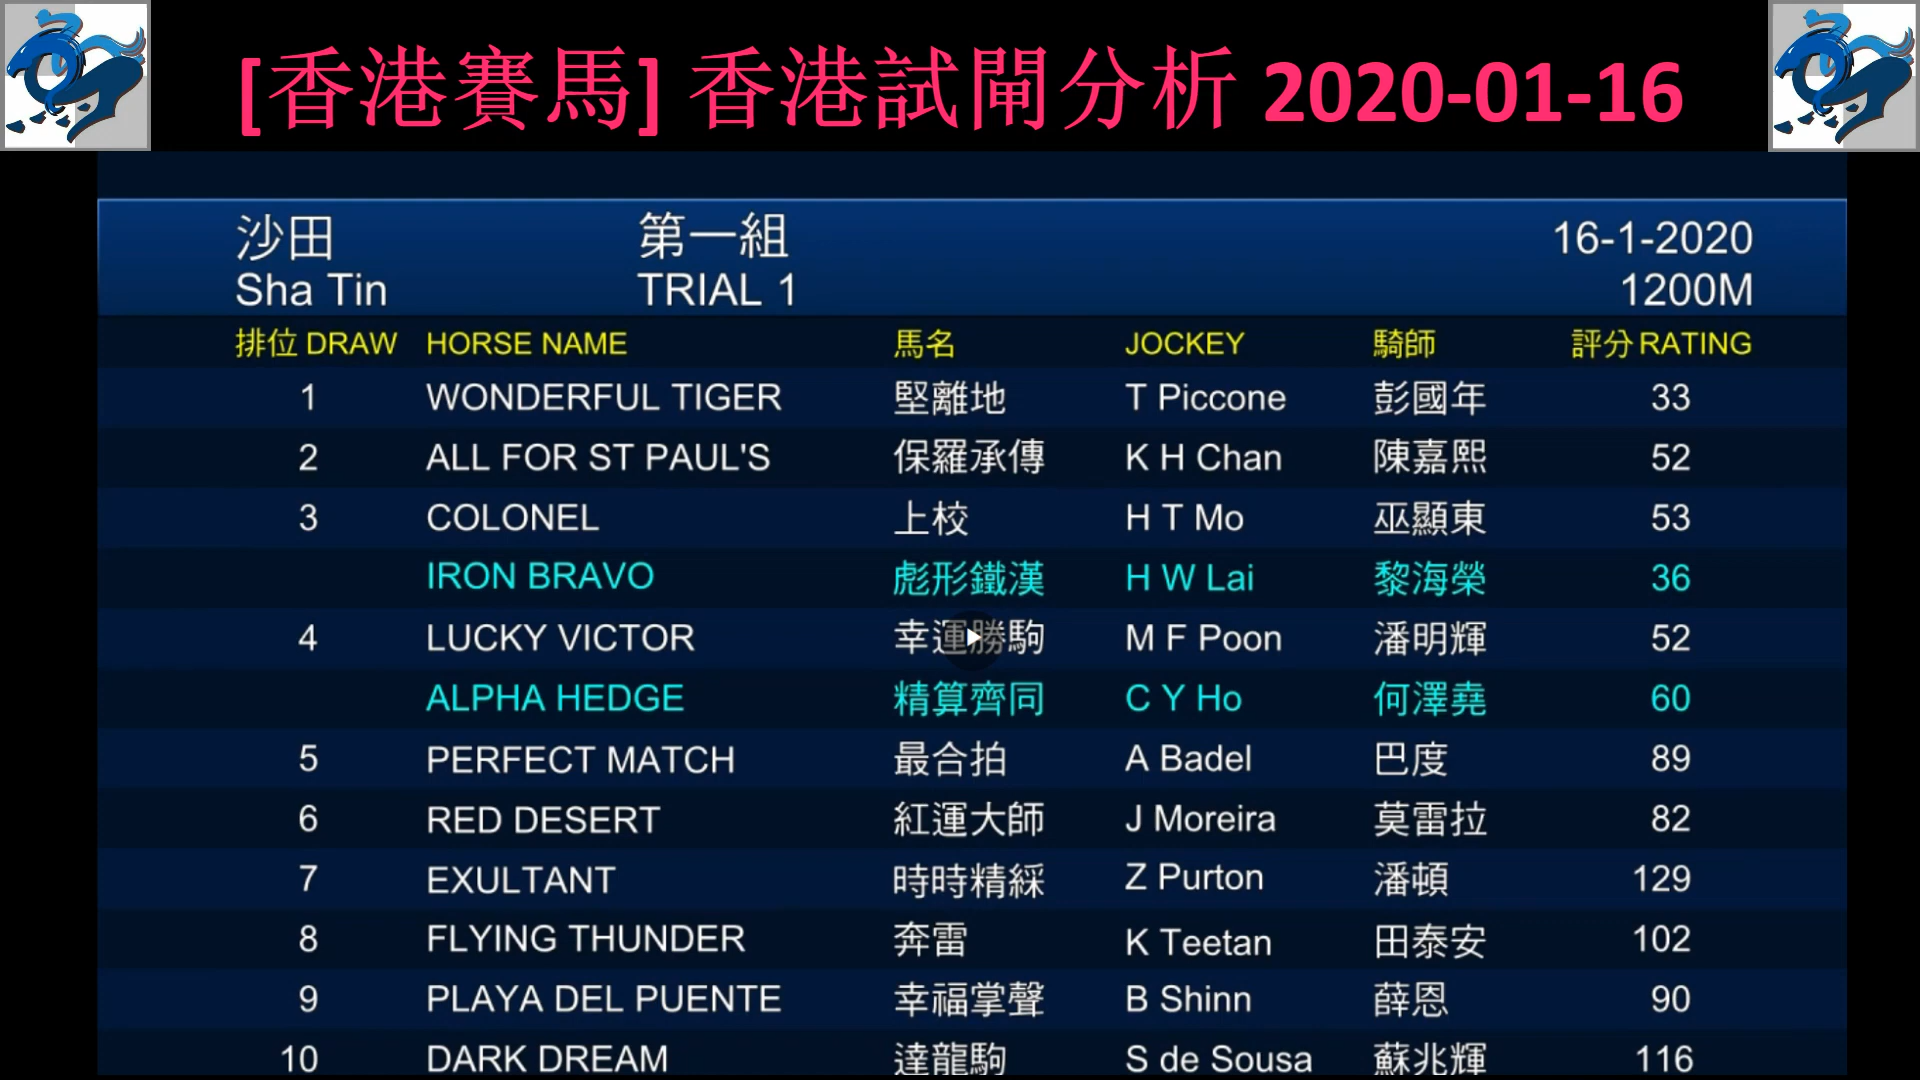 [香港賽馬] 香港試閘分析 2020-01-16
沙田 第一組 16-1-2020
Sha Tin TRIAL 1 1200M
排位 DRAW HORSE NAME 馬名 JOCKEY 騎師 評分 RATING
1 WONDERFUL TIGER 堅離地 T Piccone 彭國年 33
2 ALL FOR ST PAUL'S 保羅承傳 K H Chan 陳嘉熙 52
3 COLONEL 上校 H T Mo 巫顯東 53
IRON BRAVO 彪形鐵漢 H W Lai 黎海榮 36
4 LUCKY VICTOR 幸運勝駒 M F Poon 潘明輝 52
ALPHA HEDGE 精算齊同 C Y Ho 何澤堯 60
5 PERFECT MATCH 最合拍 A Badel 巴度 89
6 RED DESERT 紅運大師 J Moreira 莫雷拉 82
7 EXULTANT 時時精綵 Z Purton 潘頓 129
8 FLYING THUNDER 奔雷 K Teetan 田泰安 102
9 PLAYA DEL PUENTE 幸福掌聲 B Shinn 薛恩 90
10 DARK DREAM 達龍駒 S de Sousa 蘇兆輝 116